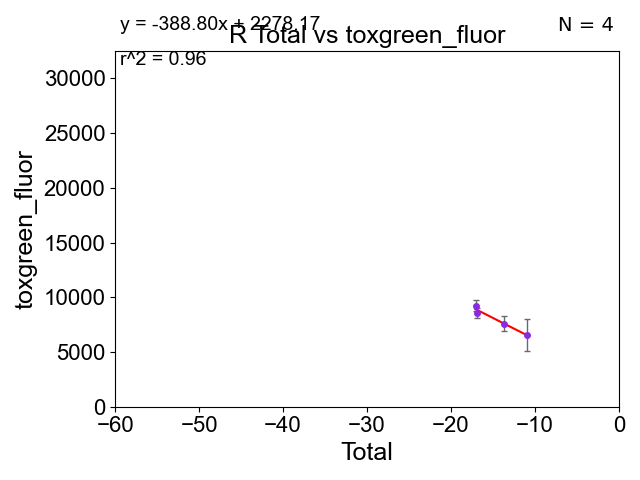 y = -388.80x + 2278.17
N = 4
R Total vs toxgreen_fluor
r^2 = 0.96
toxgreen_fluor
30000
25000
20000
15000
10000
5000
0
−60 −50 −40 −30 −20 −10 0
Total